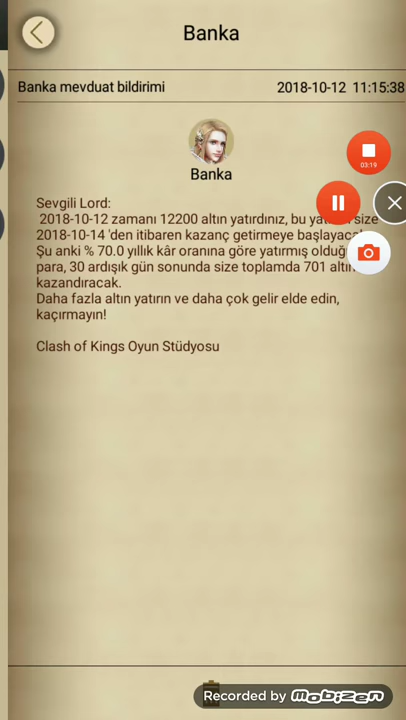 Banka
Banka mevduat bildirimi 2018-10-12 11:15:38
Banka
03:19
Sevgili Lord:
2018-10-12 zamanı 12200 altın yatırdınız, bu size
2018-10-14 'den itibaren kazanç getirmeye
Şu anki % 70.0 yıllık kâr oranına göre yatırmış
para, 30 ardışık gün sonunda size toplamda 701
kazandıracak.
Daha fazla altın yatırın ve daha çok gelir elde edin,
kaçırmayın!
Clash of Kings Oyun Stüdyosu
Recorded by mobizen